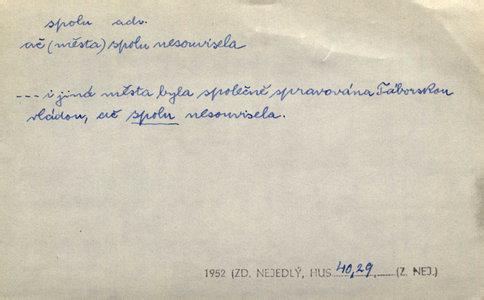 spolu adv.
ač (města) spolu nesouvisela
--- i jiná města byla společně spravována Táborskou
vládou, ač spolu nesouvisela.
1952 (ZD. NEJEDLÝ, HUS 40,29, (Z. NEJ.)